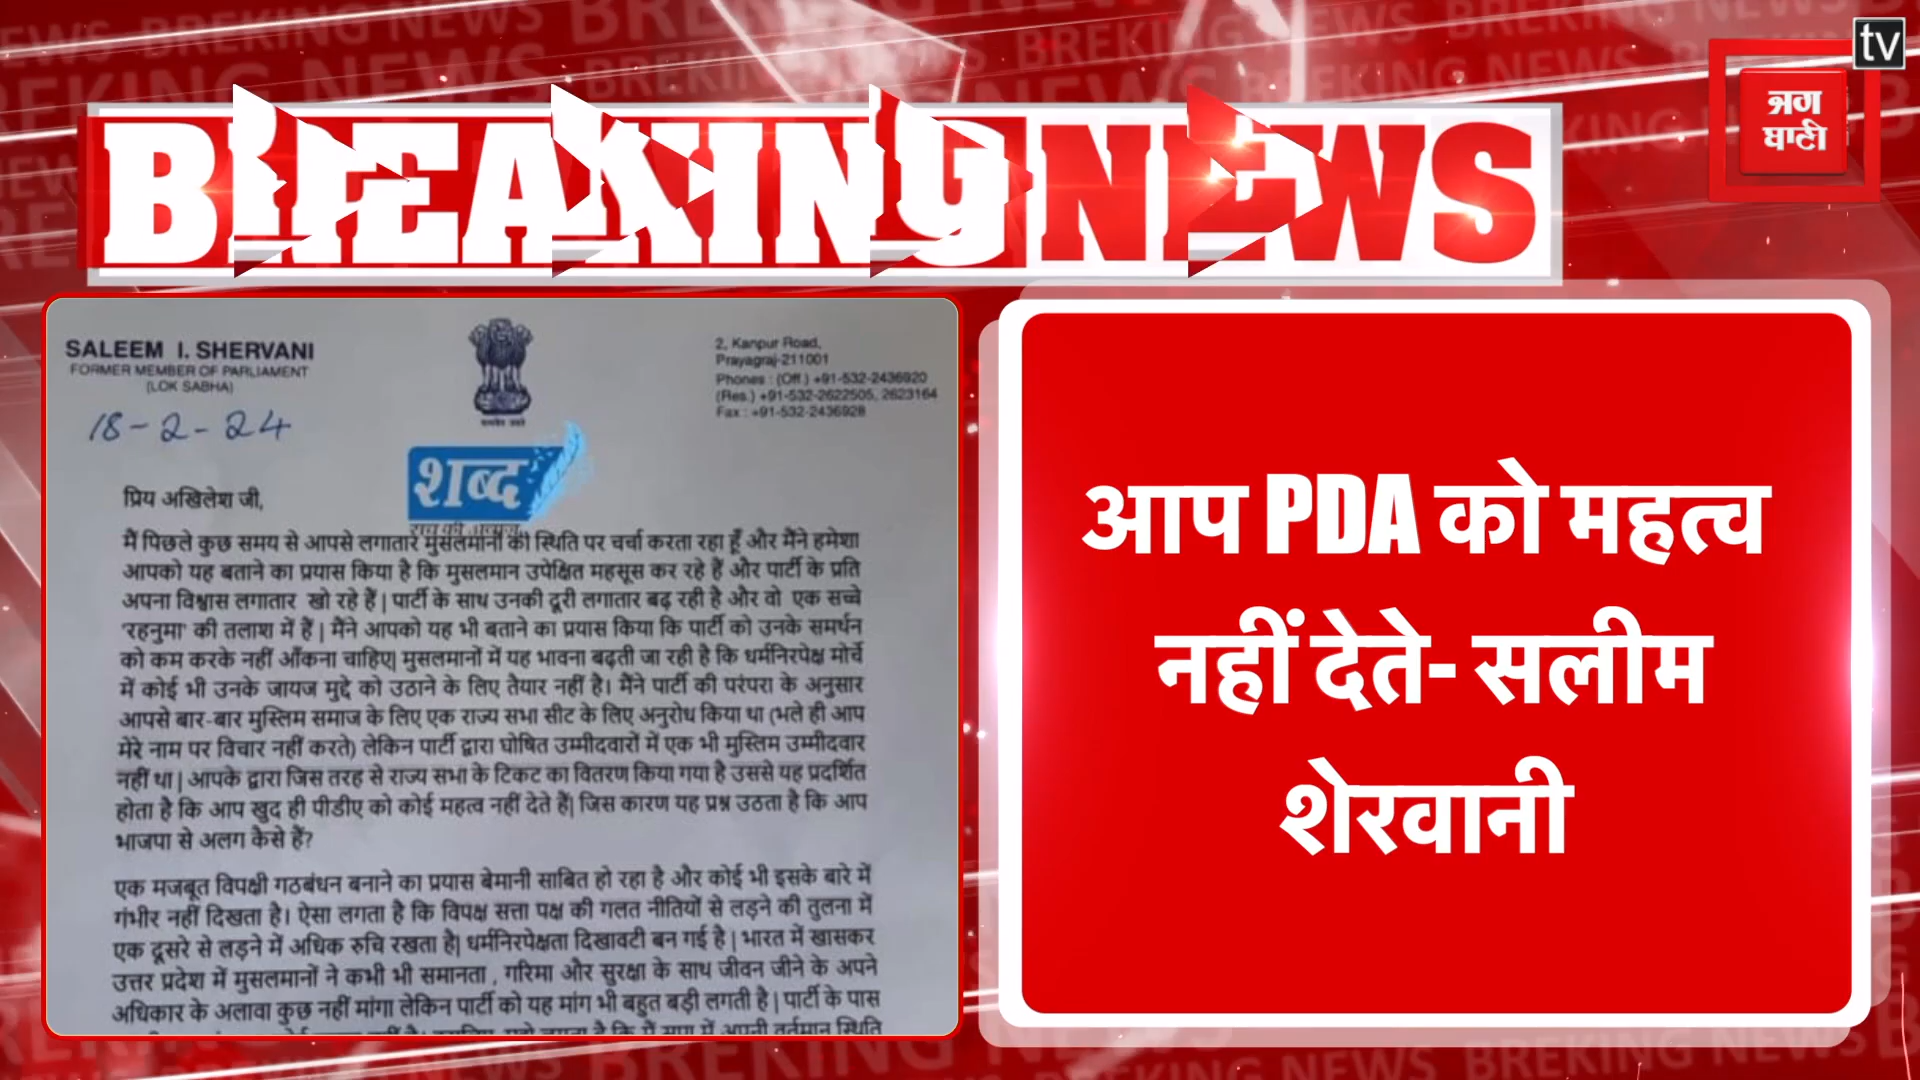 tv
जग
घाटी
BREAKING NEWS
SALEEM I. SHERVANI
FORMER MEMBER OF PARLIAMENT
(LOK SABHA)
18-2-24
2, Kanpur Road,
Prayagraj-211001
Phones : (Off.) +91-532-2436920
(Res.) +91-532-2622505, 2623164
Fax : +91-532-2436928
शब्द
प्रिय अखिलेश जी,
मैं पिछले कुछ समय से आपसे लगातार मुसलमानों की स्थिति पर चर्चा करता रहा हूँ और मैंने हमेशा
आपको यह बताने का प्रयास किया है कि मुसलमान उपेक्षित महसूस कर रहे हैं और पार्टी के प्रति
अपना विश्वास लगातार खो रहे हैं | पार्टी के साथ उनकी दूरी लगातार बढ़ रही है और वो एक सच्चे
'रहनुमा' की तलाश में हैं | मैंने आपको यह भी बताने का प्रयास किया कि पार्टी को उनके समर्थन
को कम करके नहीं आँकना चाहिए| मुसलमानों में यह भावना बढ़ती जा रही है कि धर्मनिरपेक्ष मोर्चे
में कोई भी उनके जायज मुद्दे को उठाने के लिए तैयार नहीं है। मैंने पार्टी की परंपरा के अनुसार
आपसे बार-बार मुस्लिम समाज के लिए एक राज्य सभा सीट के लिए अनुरोध किया था (भले ही आप
मेरे नाम पर विचार नहीं करते) लेकिन पार्टी द्वारा घोषित उम्मीदवारों में एक भी मुस्लिम उम्मीदवार
नहीं था | आपके द्वारा जिस तरह से राज्य सभा के टिकट का वितरण किया गया है उससे यह प्रदर्शित
होता है कि आप खुद ही पीडीए को कोई महत्व नहीं देते हैं| जिस कारण यह प्रश्न उठता है कि आप
भाजपा से अलग कैसे हैं?
एक मजबूत विपक्षी गठबंधन बनाने का प्रयास बेमानी साबित हो रहा है और कोई भी इसके बारे में
गंभीर नहीं दिखता है। ऐसा लगता है कि विपक्ष सत्ता पक्ष की गलत नीतियों से लड़ने की तुलना में
एक दूसरे से लड़ने में अधिक रुचि रखता है| धर्मनिरपेक्षता दिखावटी बन गई है | भारत में खासकर
उत्तर प्रदेश में मुसलमानों ने कभी भी समानता , गरिमा और सुरक्षा के साथ जीवन जीने के अपने
अधिकार के अलावा कुछ नहीं मांगा लेकिन पार्टी को यह मांग भी बहुत बड़ी लगती है | पार्टी के पास
आप PDA को महत्व
नहीं देते- सलीम
शेरवानी